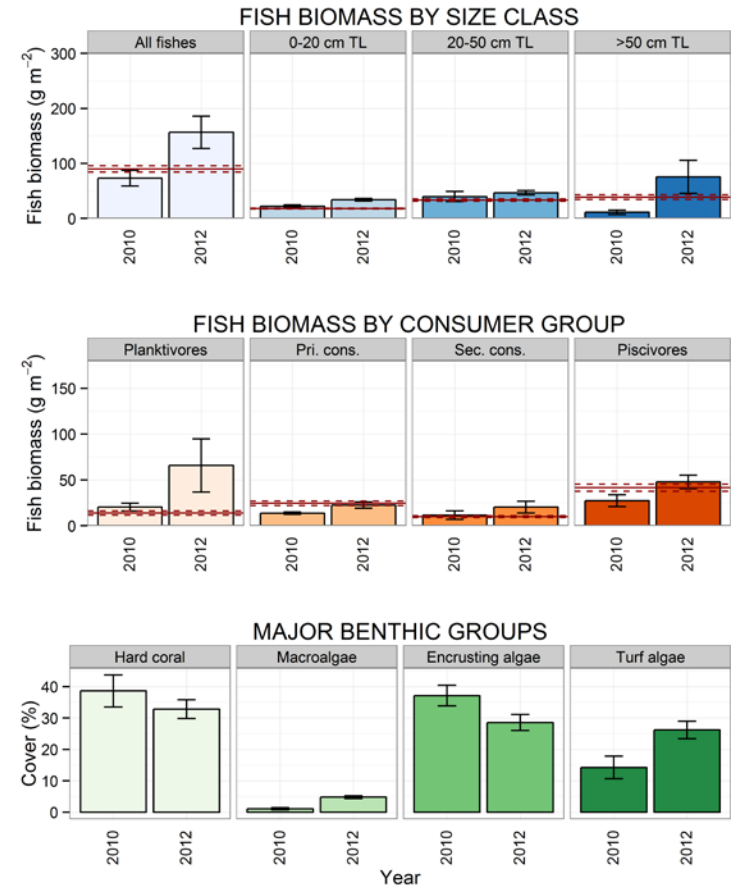 FISH BIOMASS BY SIZE CLASS
All fishes 0-20 cm TL 20-50 cm TL >50 cm TL
Fish biomass (g m⁻²)
300
200
100
0
2010 2012 2010 2012 2010 2012 2010 2012
FISH BIOMASS BY CONSUMER GROUP
Planktivores Pri. cons. Sec. cons. Piscivores
Fish biomass (g m⁻²)
150
100
50
0
2010 2012 2010 2012 2010 2012 2010 2012
MAJOR BENTHIC GROUPS
Hard coral Macroalgae Encrusting algae Turf algae
Cover (%)
40
30
20
10
0
2010 2012 2010 2012 2010 2012 2010 2012
Year